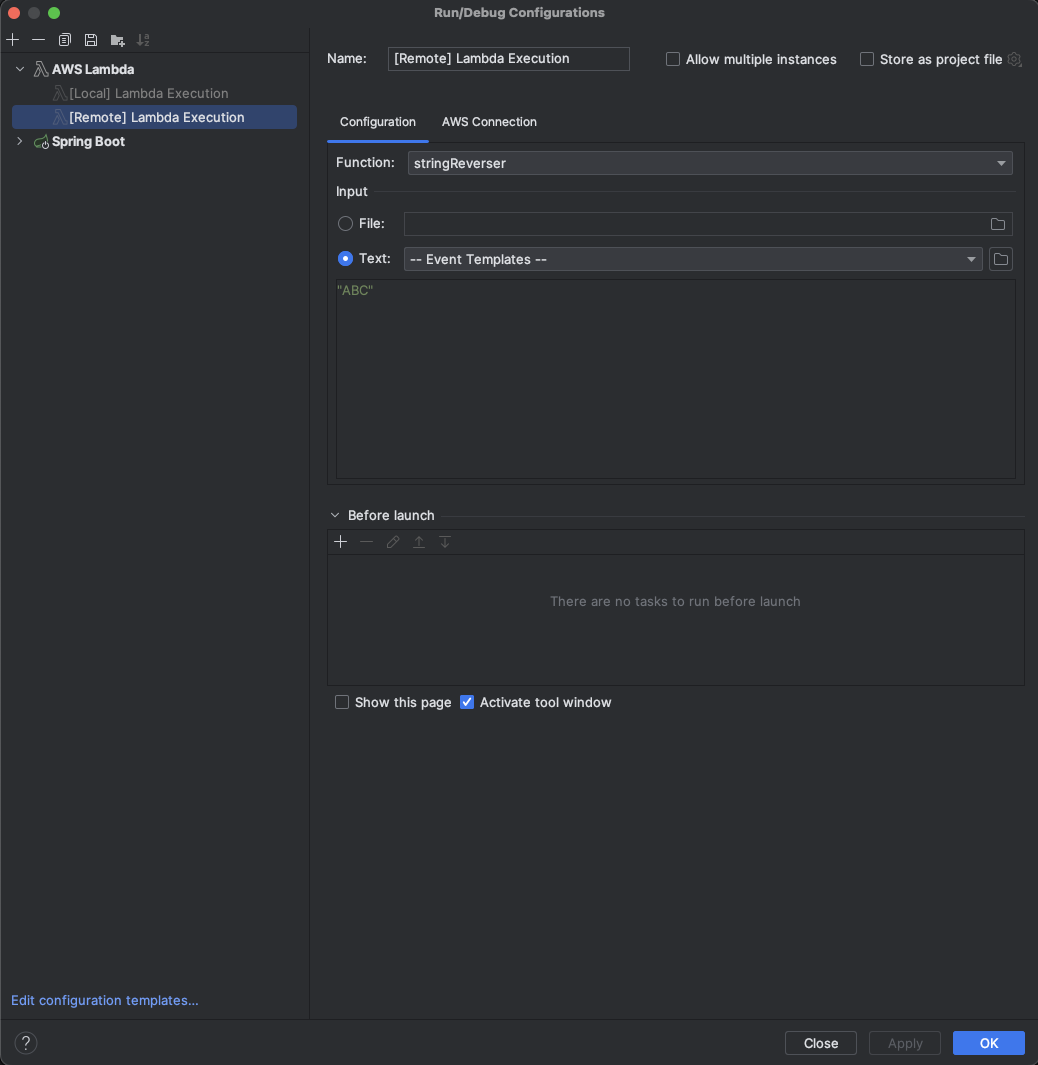 Run/Debug Configurations
AWS Lambda
[Local] Lambda Execution
[Remote] Lambda Execution
Spring Boot
Edit configuration templates...
Name: [Remote] Lambda Execution
Allow multiple instances
Store as project file
Configuration AWS Connection
Function: stringReverser
Input
File:
Text: -- Event Templates --
"ABC"
Before launch
There are no tasks to run before launch
Show this page Activate tool window
? Close Apply OK